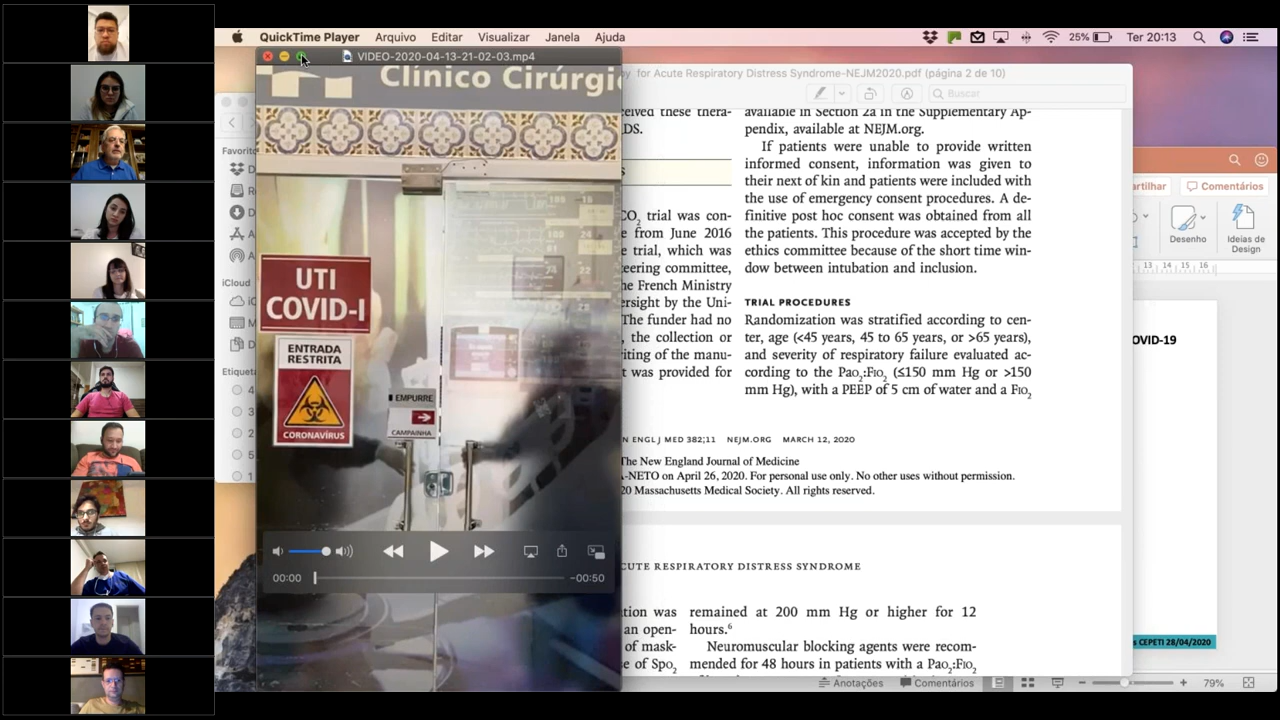 QuickTime Player Arquivo Editar Visualizar Janela Ajuda
25% Ter 20:13
VIDEO-2020-04-13-21-02-03.mp4
for Acute Respiratory Distress Syndrome-NEJM2020.pdf (página 2 de 10)
Buscar
Clínico Cirúrgi
UTI
COVID-I
ENTRADA
RESTRITA
CORONAVÍRUS
EMPURRE
CAMPAINHA
00:00
-00:50
Favorito
iCloud
Etiqueta
ceived these thera-
DS.
CO2 trial was con-
e from June 2016
e trial, which was
teering committee,
he French Ministry
ersight by the Uni-
The funder had no
, the collection or
iting of the manu-
t was provided for
available in Section 2a in the Supplementary Ap-
pendix, available at NEJM.org.
If patients were unable to provide written
informed consent, information was given to
their next of kin and patients were included with
the use of emergency consent procedures. A de-
finitive post hoc consent was obtained from all
the patients. This procedure was accepted by the
ethics committee because of the short time win-
dow between intubation and inclusion.
TRIAL PROCEDURES
Randomization was stratified according to cen-
ter, age (<45 years, 45 to 65 years, or >65 years),
and severity of respiratory failure evaluated ac-
cording to the PaO2:FIO2 (≤150 mm Hg or >150
mm Hg), with a PEEP of 5 cm of water and a FIO2
N ENGL J MED 382;11 NEJM.ORG MARCH 12, 2020
The New England Journal of Medicine
A-NETO on April 26, 2020. For personal use only. No other uses without permission.
20 Massachusetts Medical Society. All rights reserved.
CUTE RESPIRATORY DISTRESS SYNDROME
ation was
an open-
of mask-
e of SpO2
remained at 200 mm Hg or higher for 12
hours.6
Neuromuscular blocking agents were recom-
mended for 48 hours in patients with a PaO2:FIO2
artilhar
Comentários
Desenho
Ideias de
Design
13 14 15 16
OVID-19
s CEPETI 28/04/2020
Anotações
Comentários
79%